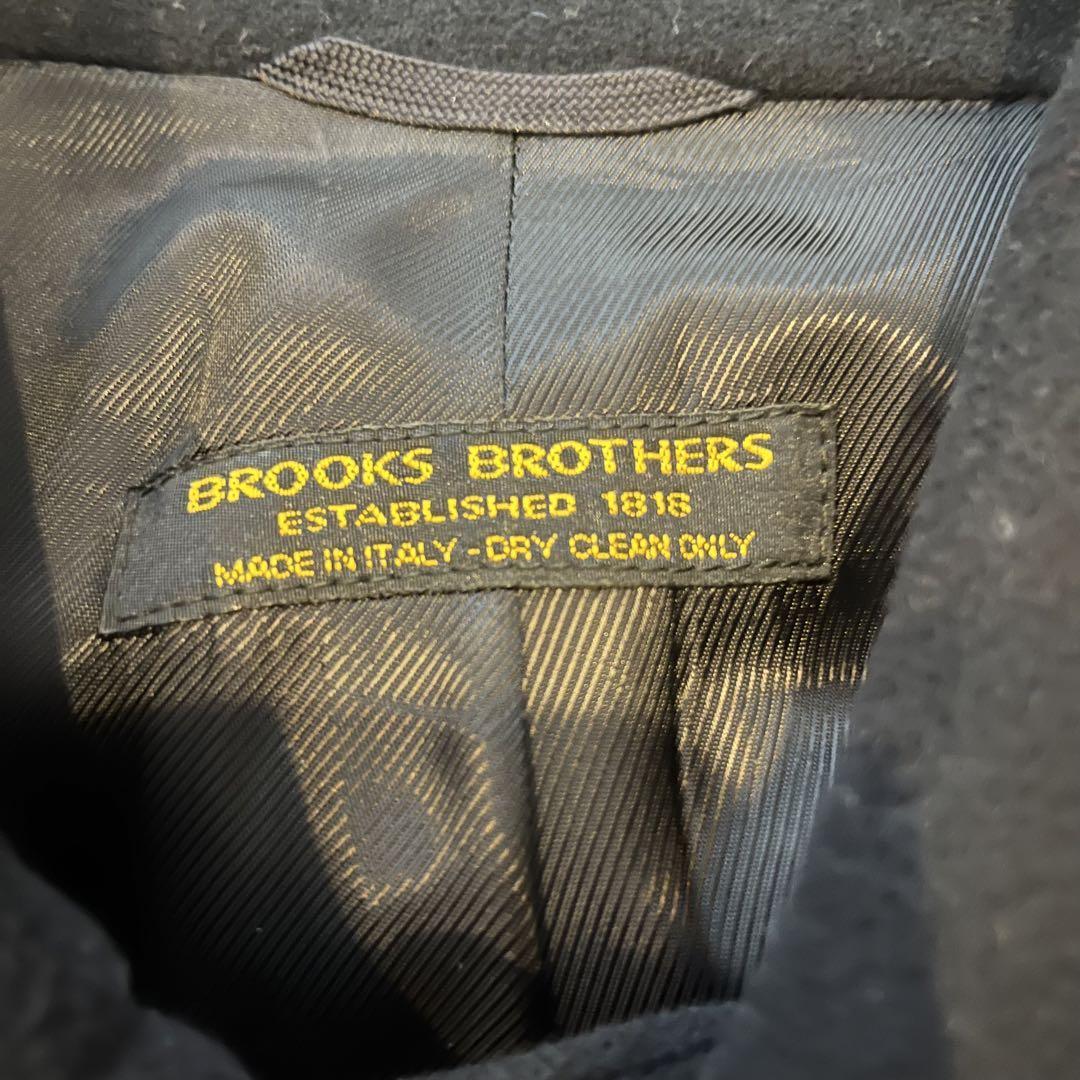 BROOKS BROTHERS
ESTABLISHED 1818
MADE IN ITALY - DRY CLEAN ONLY